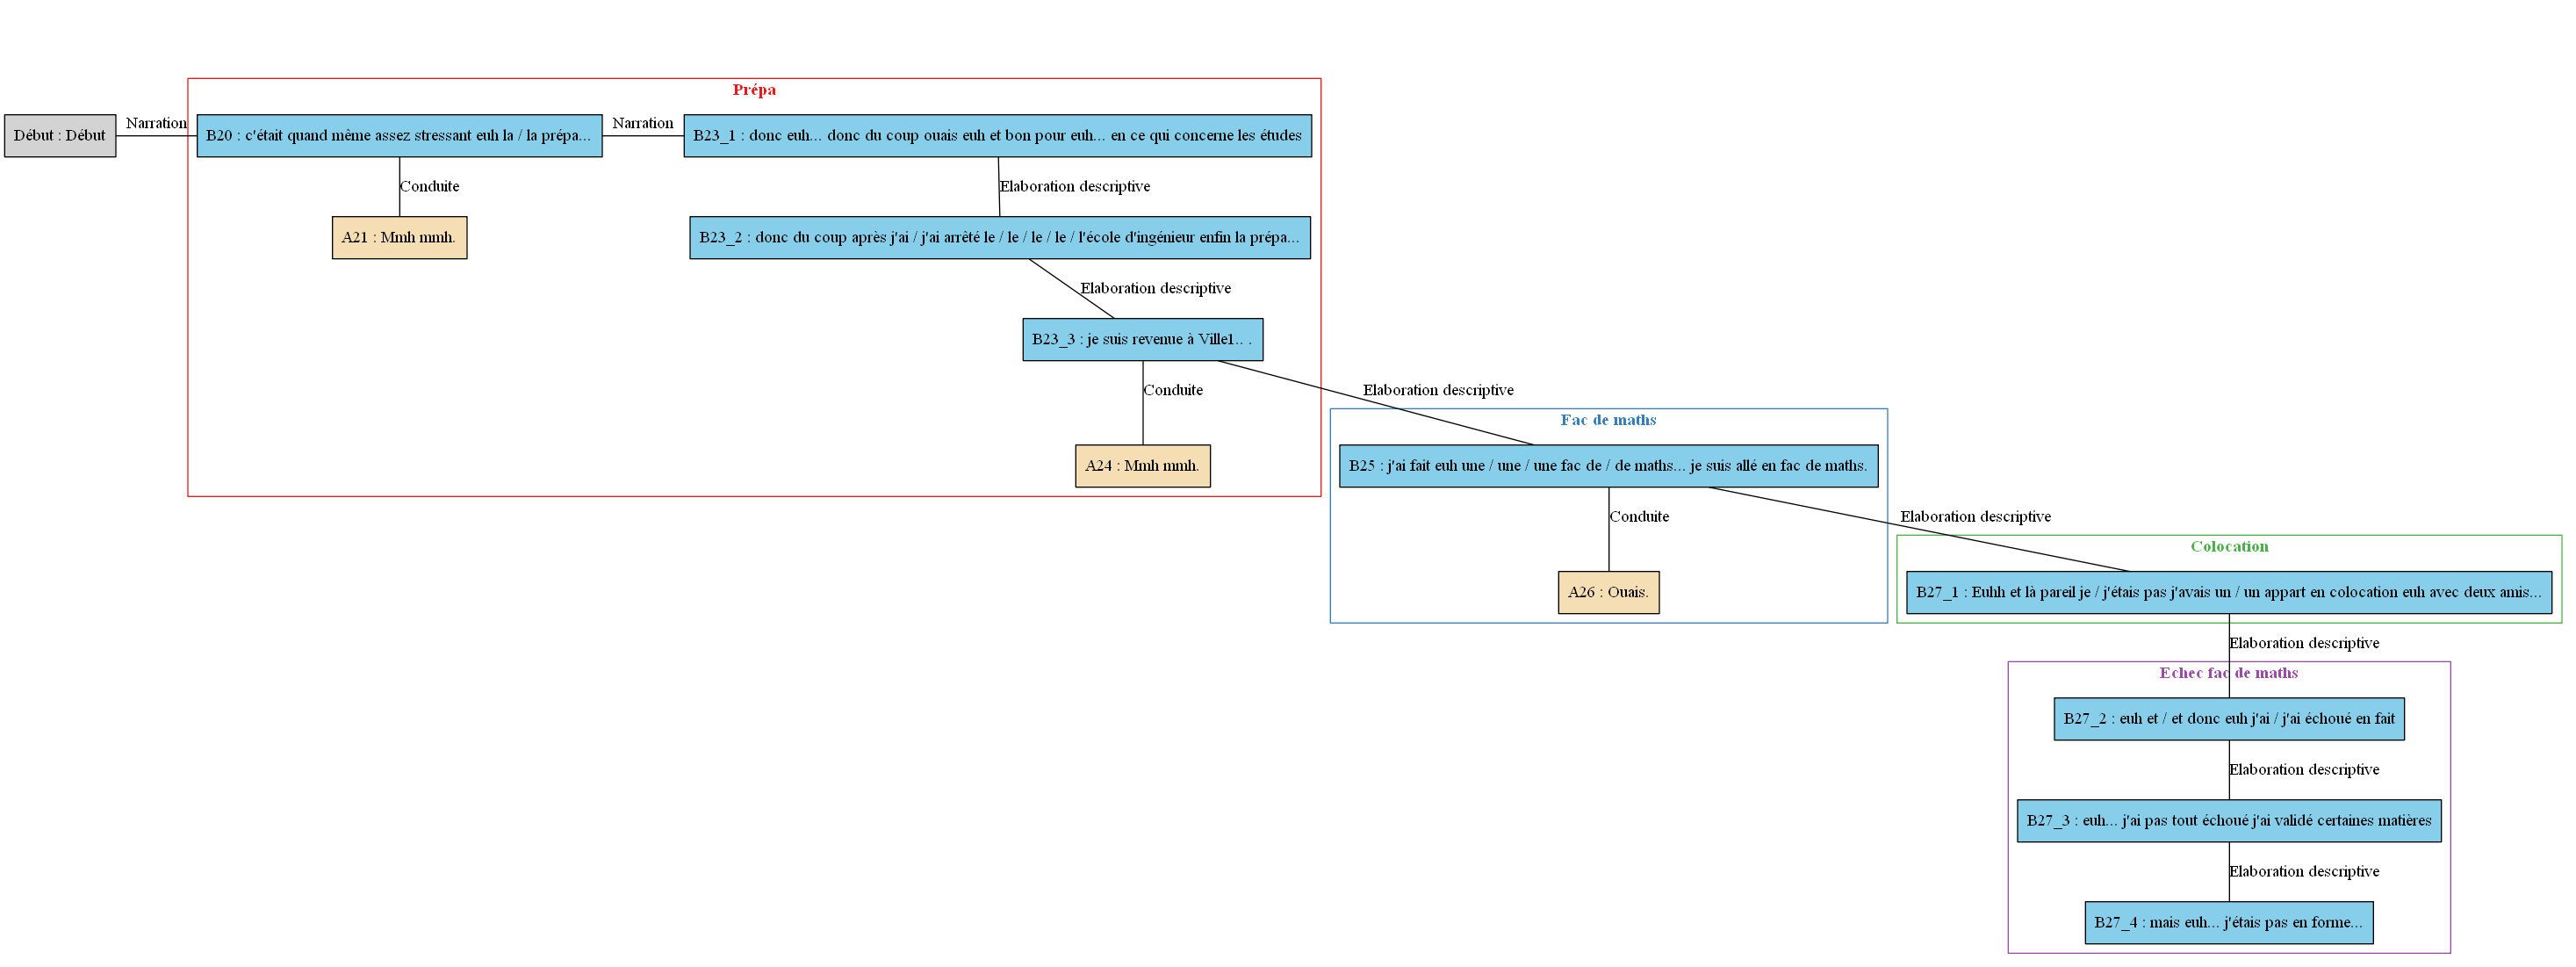 Prépa
Début : Début
Narration
B20 : c'était quand même assez stressant euh la / la prépa...
Narration
B23_1 : donc euh... donc du coup ouais euh et bon pour euh... en ce qui concerne les études
Conduite
Elaboration descriptive
A21 : Mmh mmh.
B23_2 : donc du coup après j'ai / j'ai arrêté le / le / le / le / l'école d'ingénieur enfin la prépa...
Elaboration descriptive
B23_3 : je suis revenue à Ville1.. .
Conduite
Elaboration descriptive
Fac de maths
A24 : Mmh mmh.
B25 : j'ai fait euh une / une / une fac de / de maths... je suis allé en fac de maths.
Conduite
Elaboration descriptive
Colocation
A26 : Ouais.
B27_1 : Euhh et là pareil je / j'étais pas j'avais un / un appart en colocation euh avec deux amis...
Elaboration descriptive
Echec fac de maths
B27_2 : euh et / et donc euh j'ai / j'ai échoué en fait
Elaboration descriptive
B27_3 : euh... j'ai pas tout échoué j'ai validé certaines matières
Elaboration descriptive
B27_4 : mais euh... j'étais pas en forme...